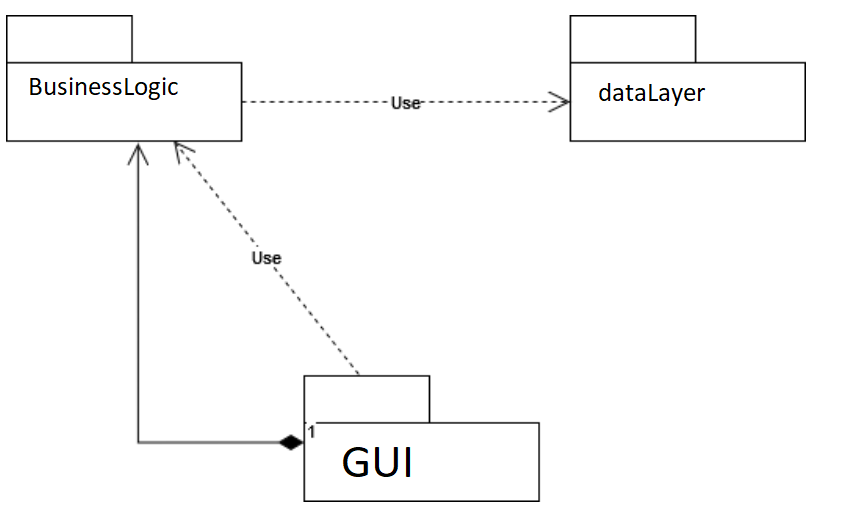 BusinessLogic
dataLayer
Use
Use
1
GUI